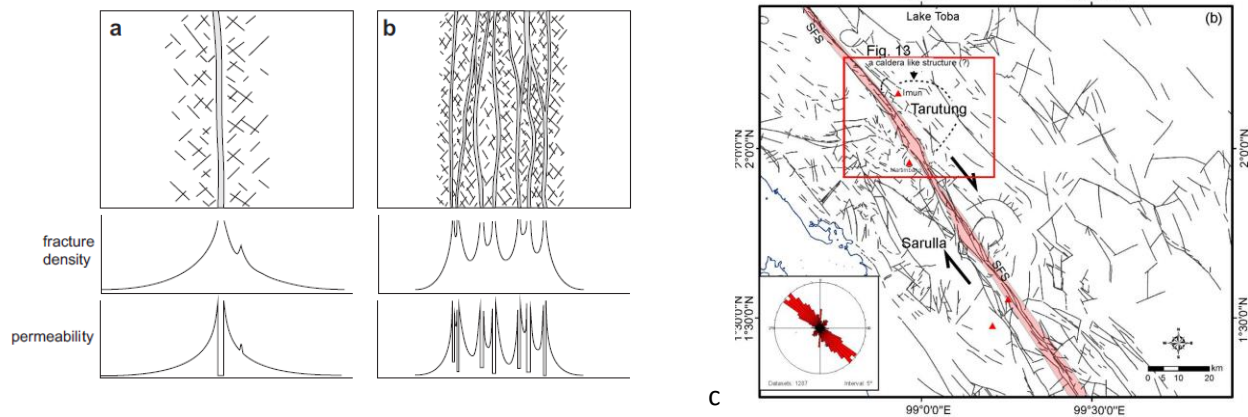 a
b
fracture
density
permeability
C
Lake Toba
(b)
SFS
Fig. 13
a caldera like structure (?)
Imun
Tarutung
Sarulla
SFS
2°0'0"N
2°0'0"N
1°30'0"N
1°30'0"N
99°0'0"E
99°30'0"E
0 5 10 20
km
Datasets: 1287
Interval: 5°